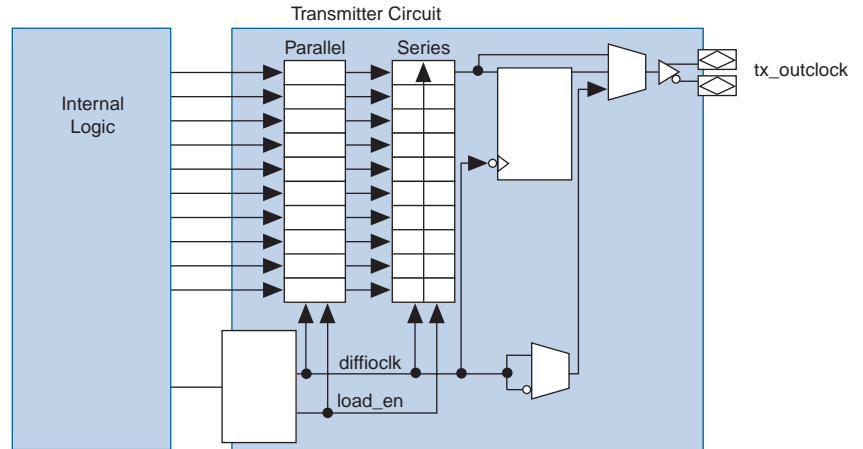 Transmitter Circuit
Parallel
Series
tx_outclock
Internal
Logic
diffioclk
load_en